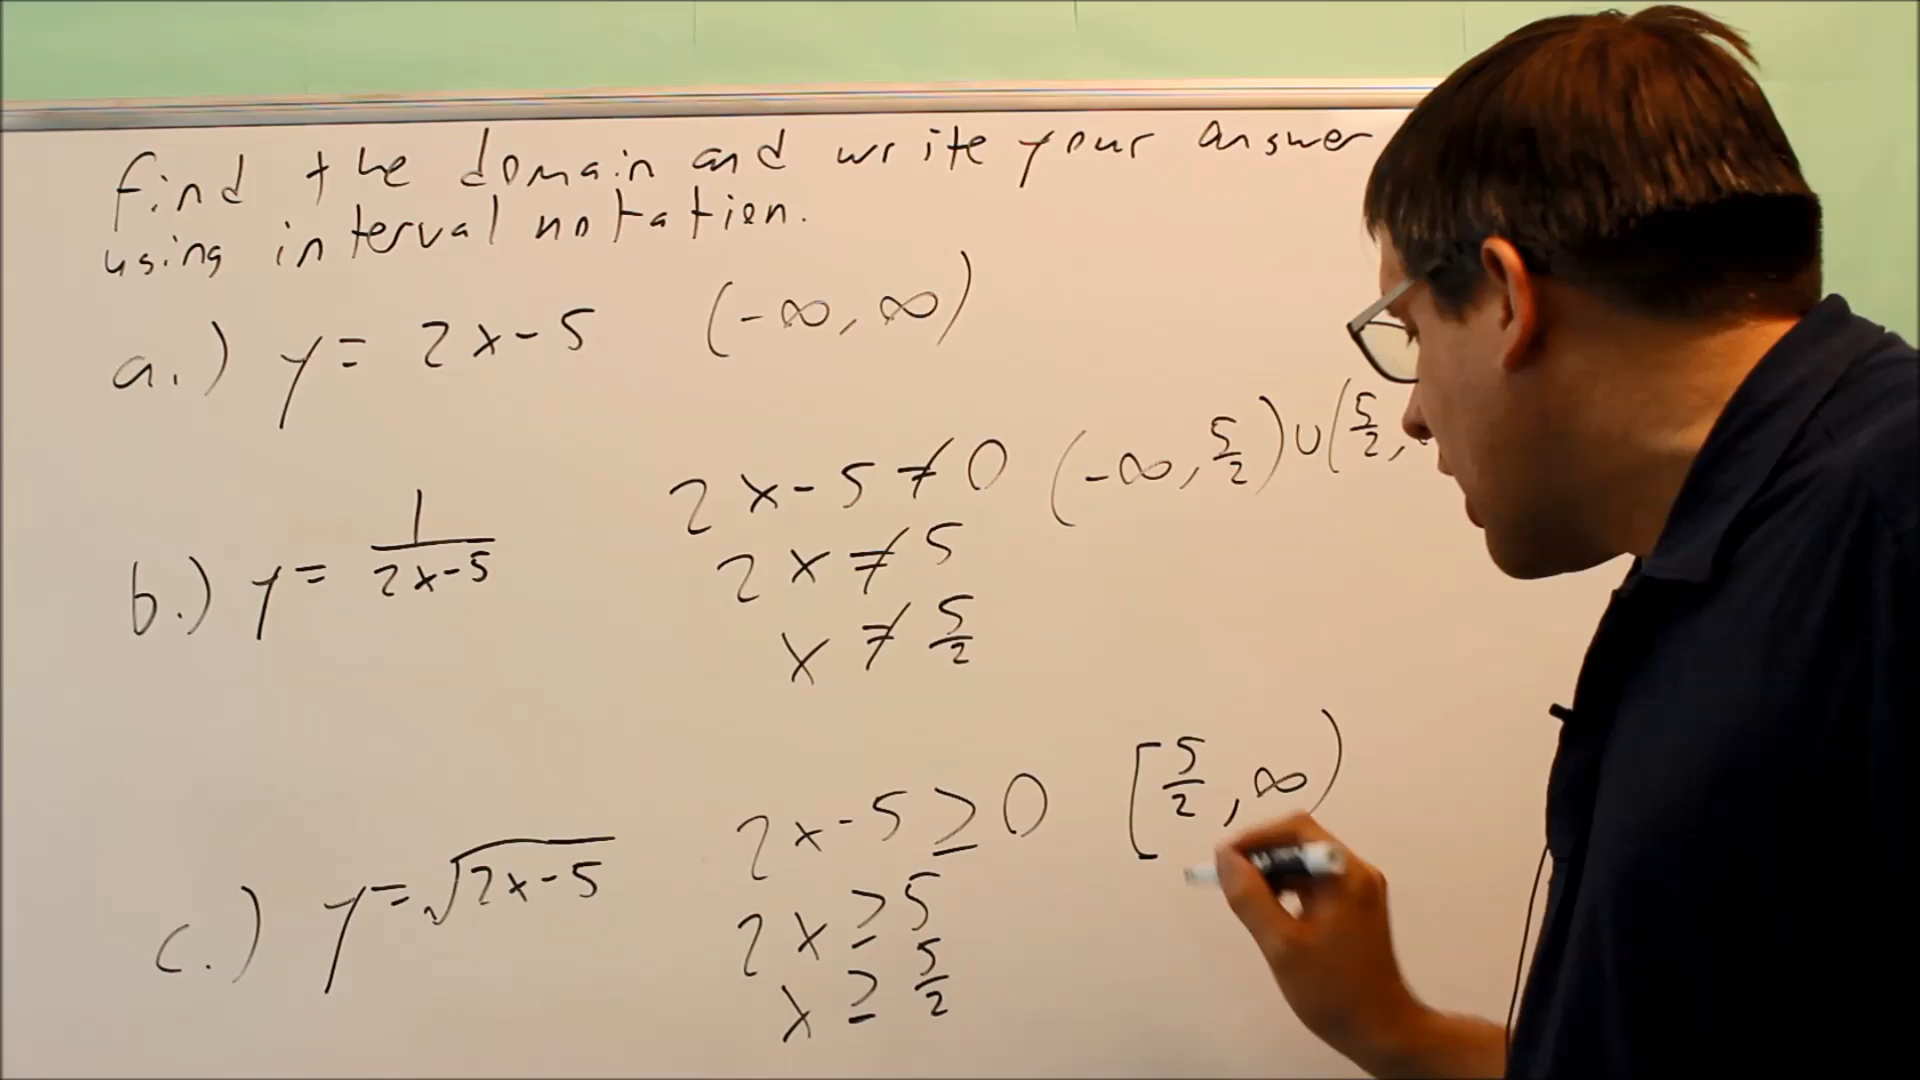 find the domain and write your answer
using interval notation.
a.) y = 2x-5 (-∞, ∞)
b.) y = 1/(2x-5)
2x-5≠0 (-∞, 5/2)∪(5/2,
2x≠5
x≠5/2
c.) y=√(2x-5)
2x-5≥0 [5/2, ∞)
2x≥5
x≥5/2